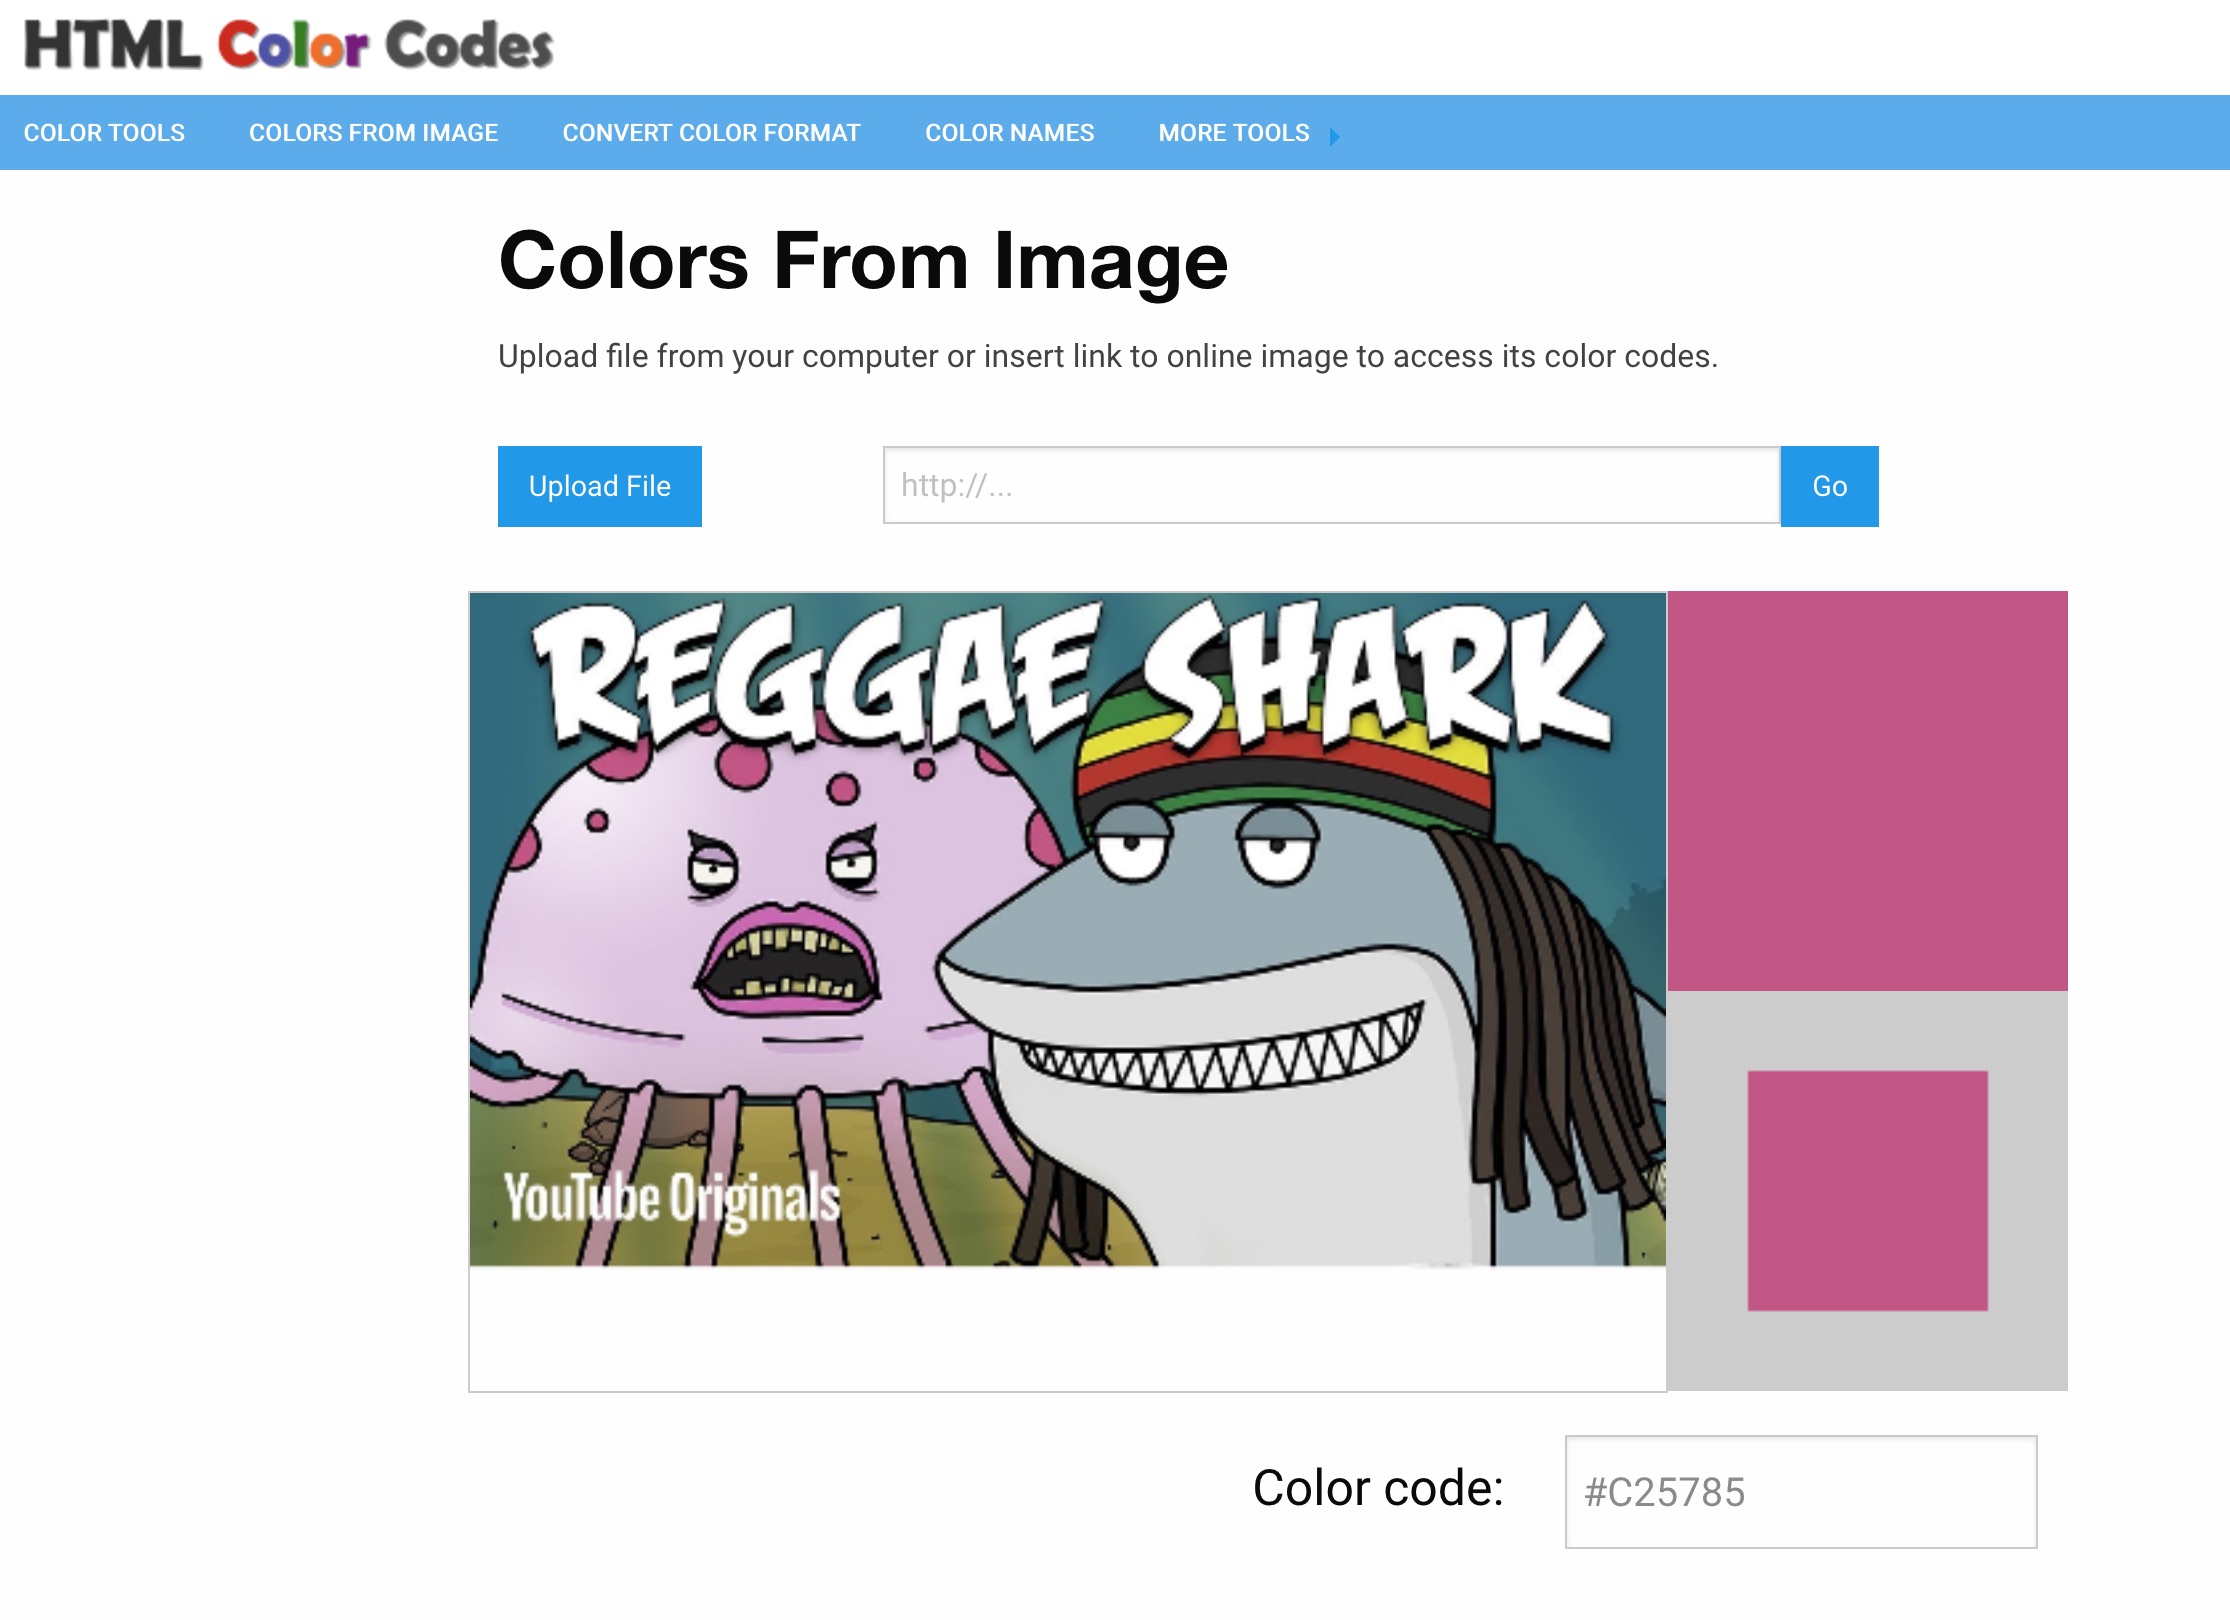 HTML Color Codes
COLOR TOOLS COLORS FROM IMAGE CONVERT COLOR FORMAT COLOR NAMES MORE TOOLS
Colors From Image
Upload file from your computer or insert link to online image to access its color codes.
Upload File http://... Go
REGGAE SHARK
YouTube Originals
Color code: #C25785